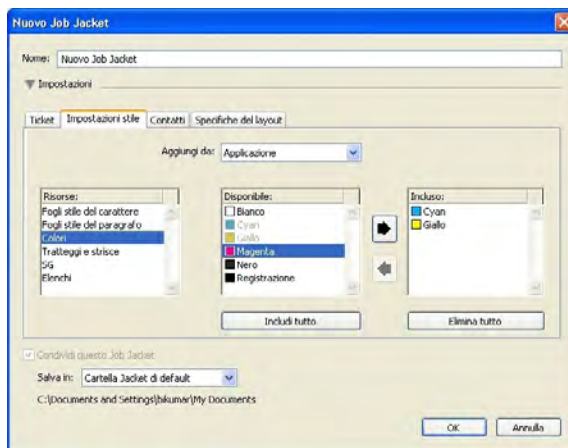 Nuovo Job Jacket
Nome: Nuovo Job Jacket
Impostazioni
Ticket Impostazioni stile Contatti Specifiche del layout
Aggiungi da: Applicazione
Risorse: Disponibile: Incluso:
Fogli stile del carattere Bianco Cyan
Fogli stile del paragrafo Cyan Giallo
Colori Giallo
Tratteggi e strisce Magenta
SG Nero
Elenchi Registrazione
Includi tutto Elimina tutto
Condividi questo Job Jacket
Salva in: Cartella Jacket di default
C:\Documents and Settings\bikumar\My Documents
OK Annulla